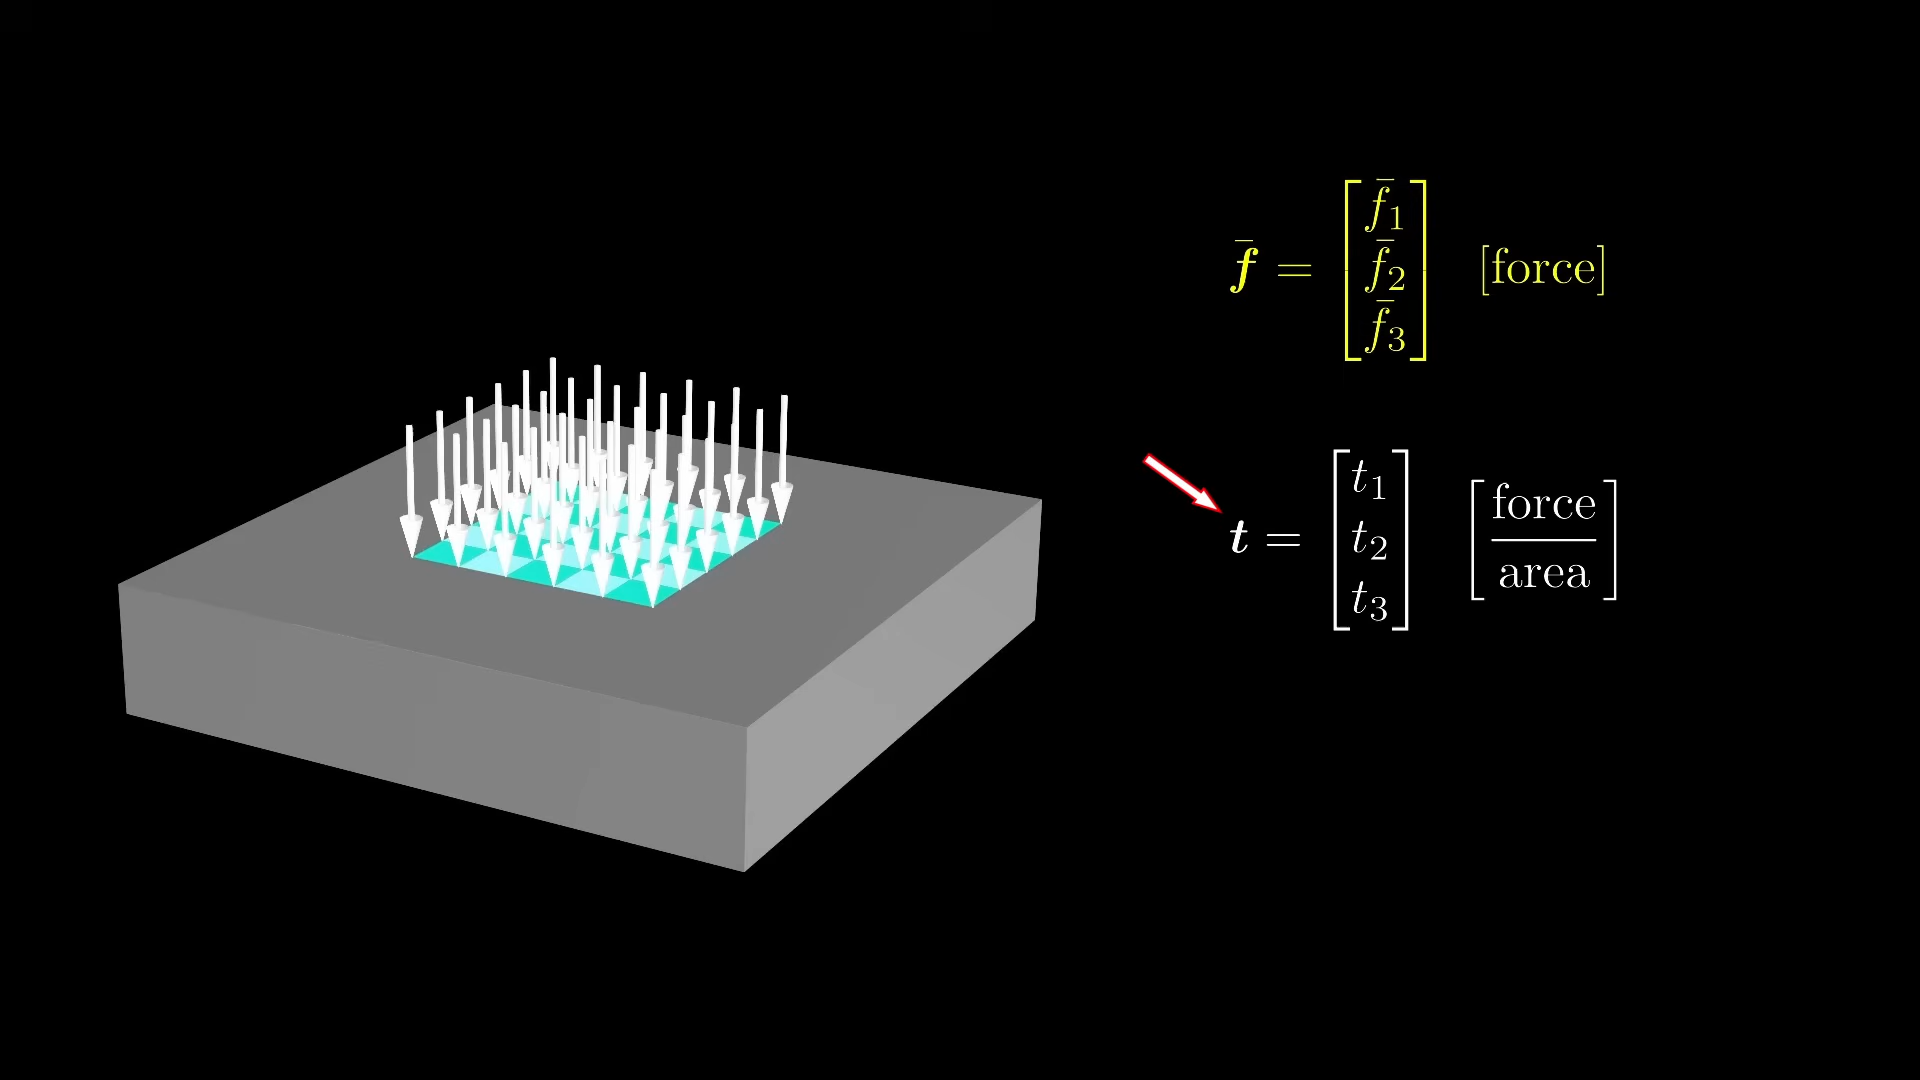 𝒇̄ = [f̄₁ f̄₂ f̄₃] [force]
𝒕 = [t₁ t₂ t₃] [force/area]